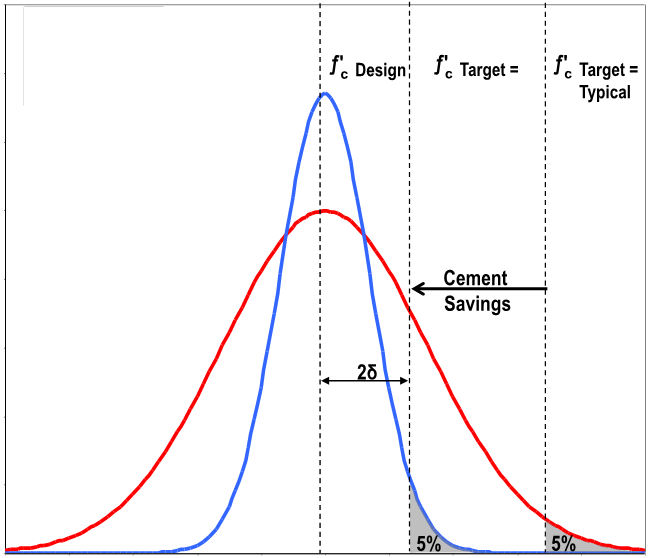 f'c Design
f'c Target =
f'c Target =
Typical
Cement
Savings
2δ
5%
5%